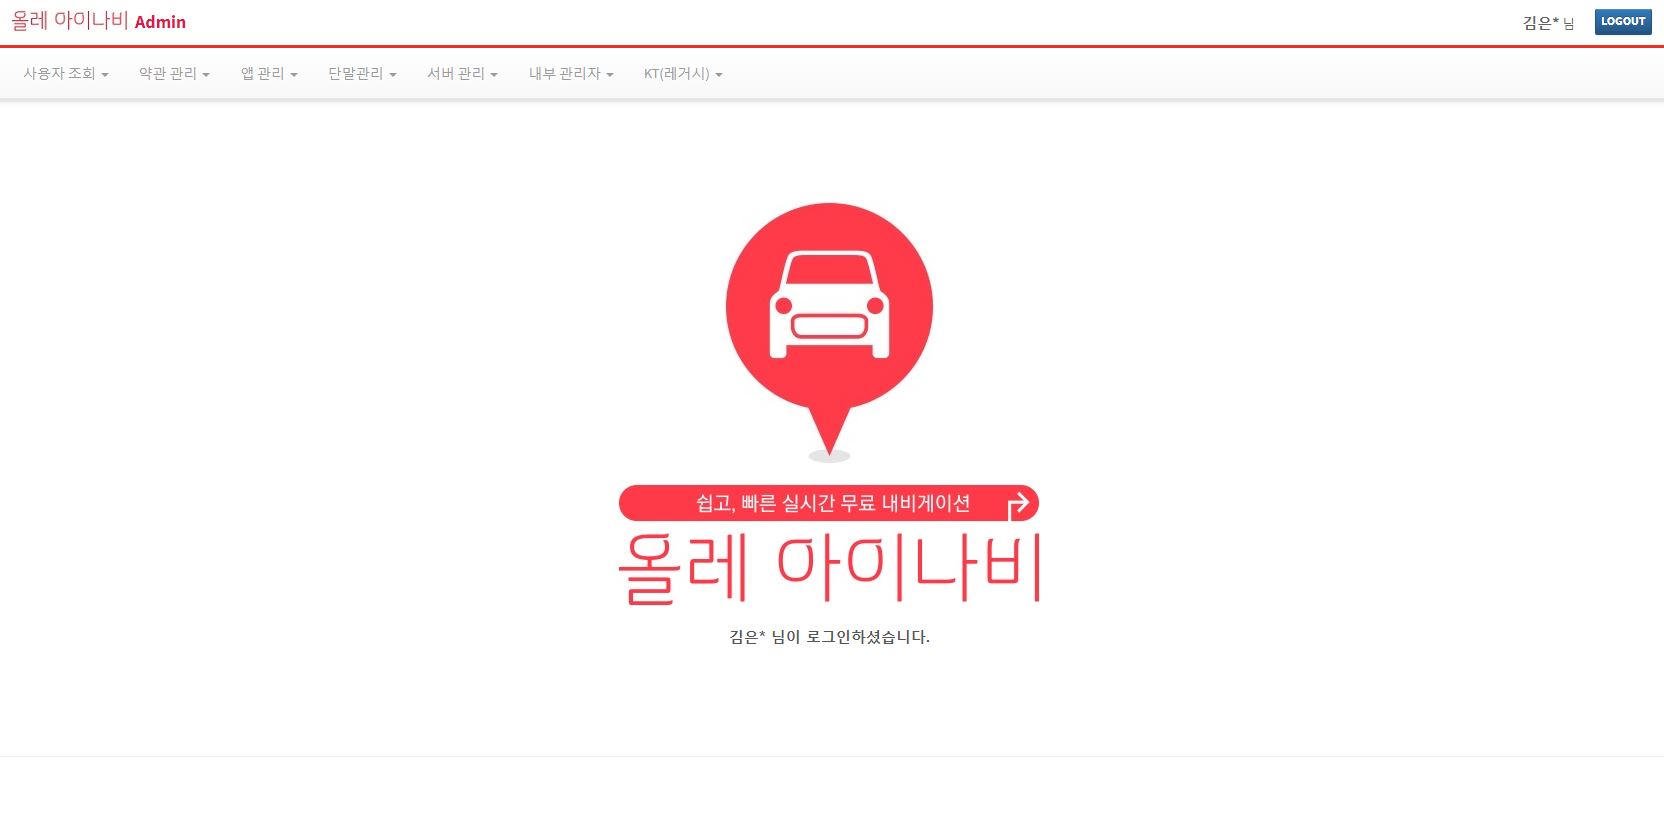 올레 아이나비 Admin
김은* 님 LOGOUT
사용자 조회 약관 관리 앱 관리 단말관리 서버 관리 내부 관리자 KT(레거시)
쉽고, 빠른 실시간 무료 내비게이션
올레 아이나비
김은* 님이 로그인하셨습니다.